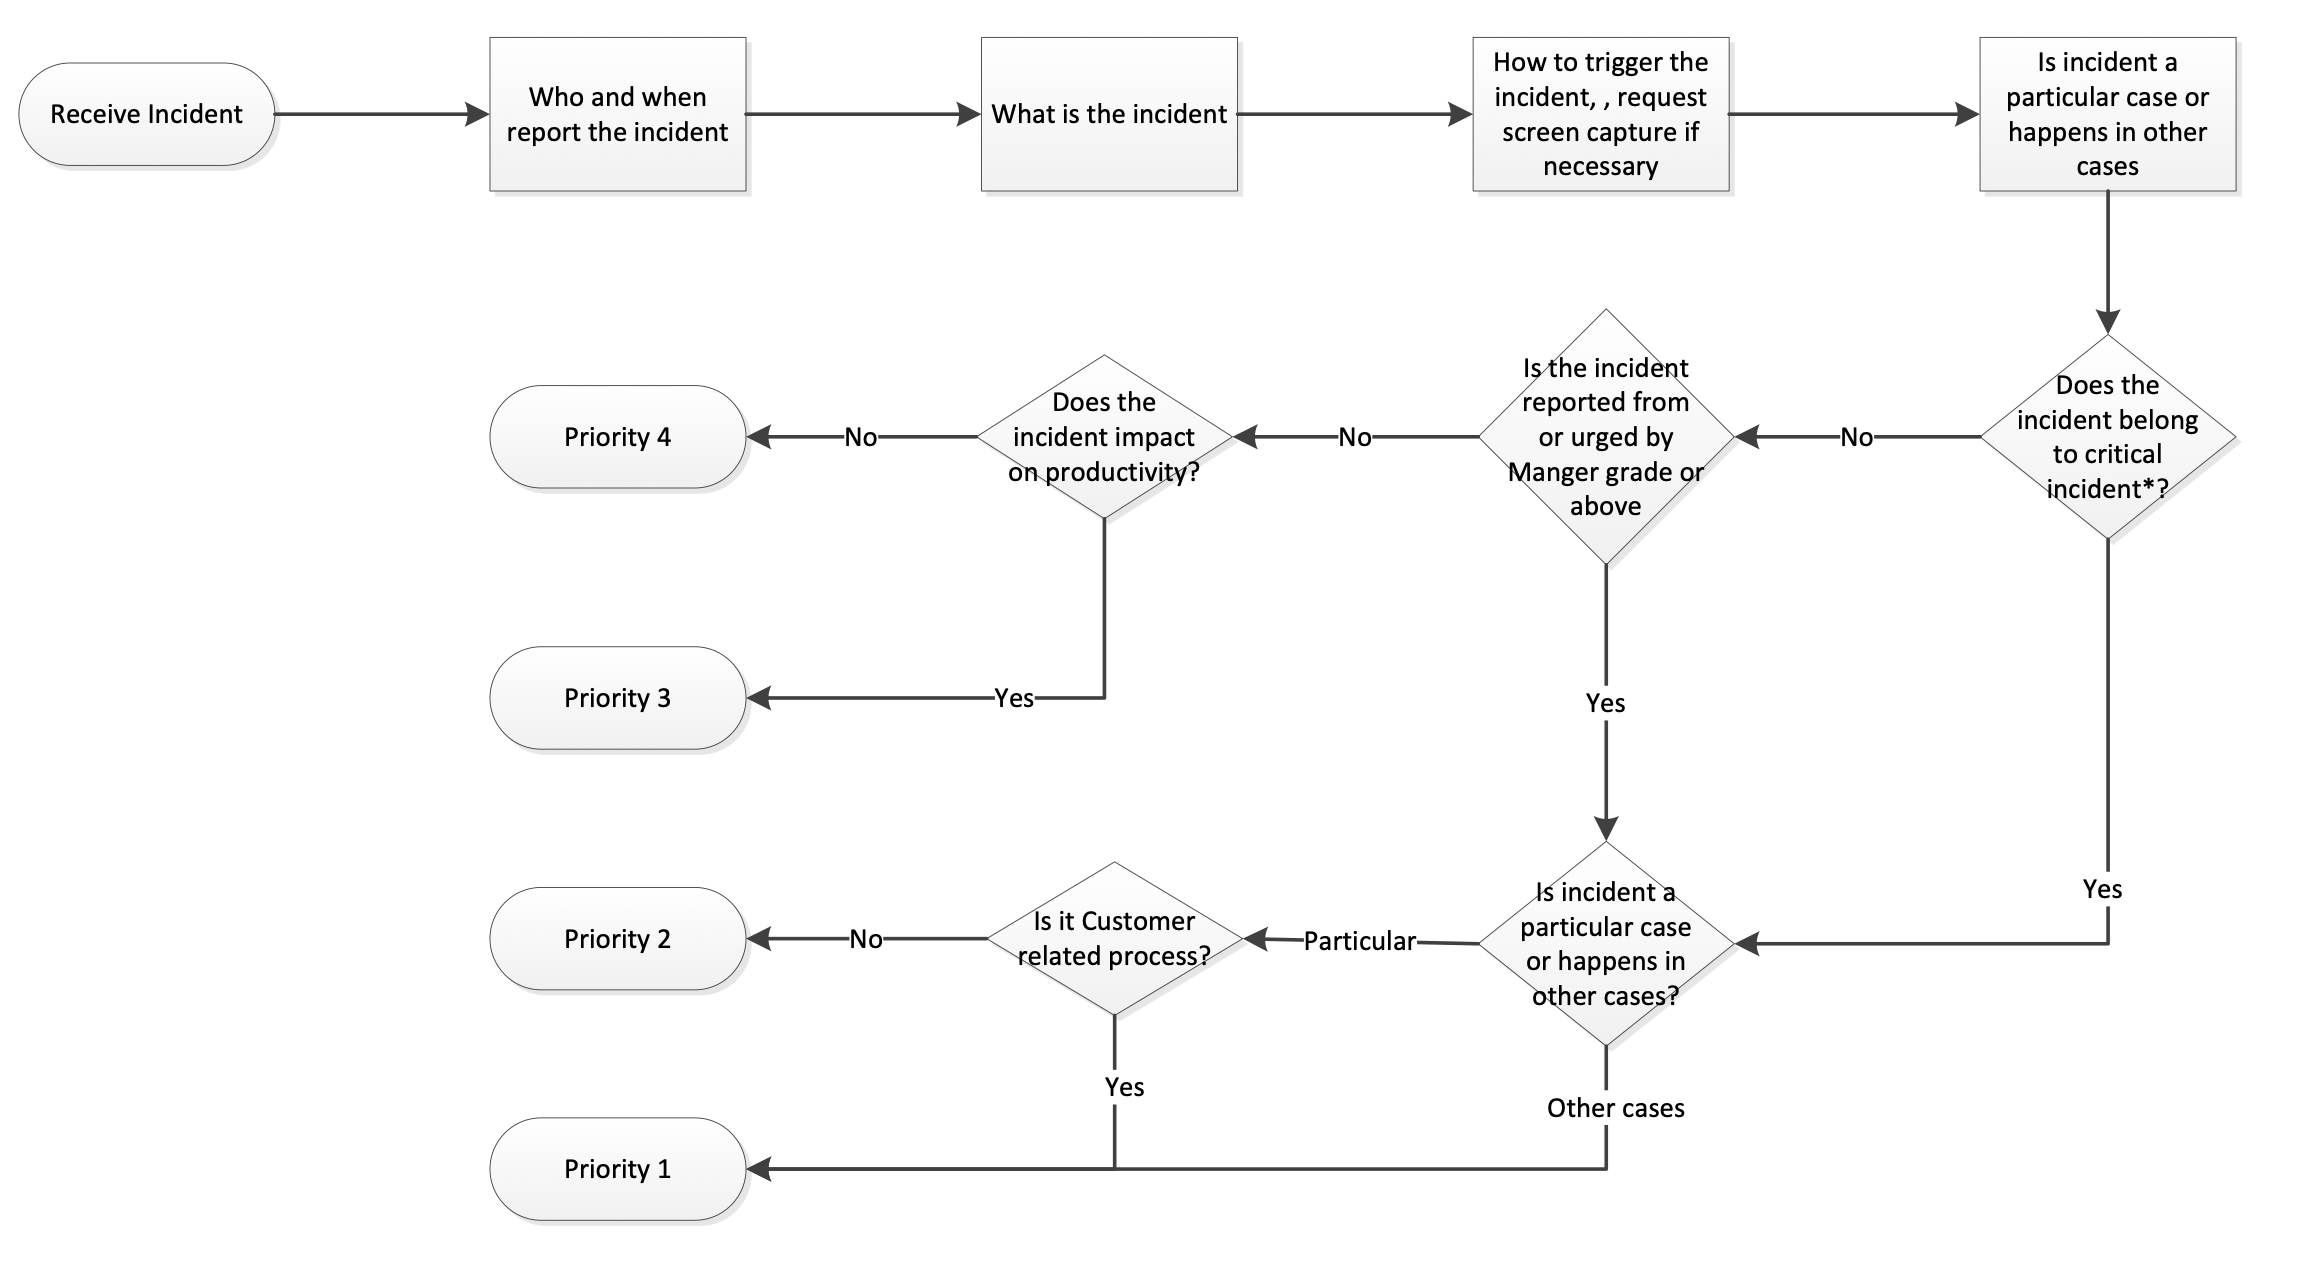 Receive Incident
Who and when
report the incident
What is the incident
How to trigger the
incident, , request
screen capture if
necessary
Is incident a
particular case or
happens in other
cases
Does the
incident belong
to critical
incident*?
No
Is the incident
reported from
or urged by
Manger grade or
above
No
Does the
incident impact
on productivity?
No
Priority 4
Yes
Priority 3
Yes
Yes
Is incident a
particular case
or happens in
other cases?
Particular
Is it Customer
related process?
No
Priority 2
Yes
Other cases
Priority 1